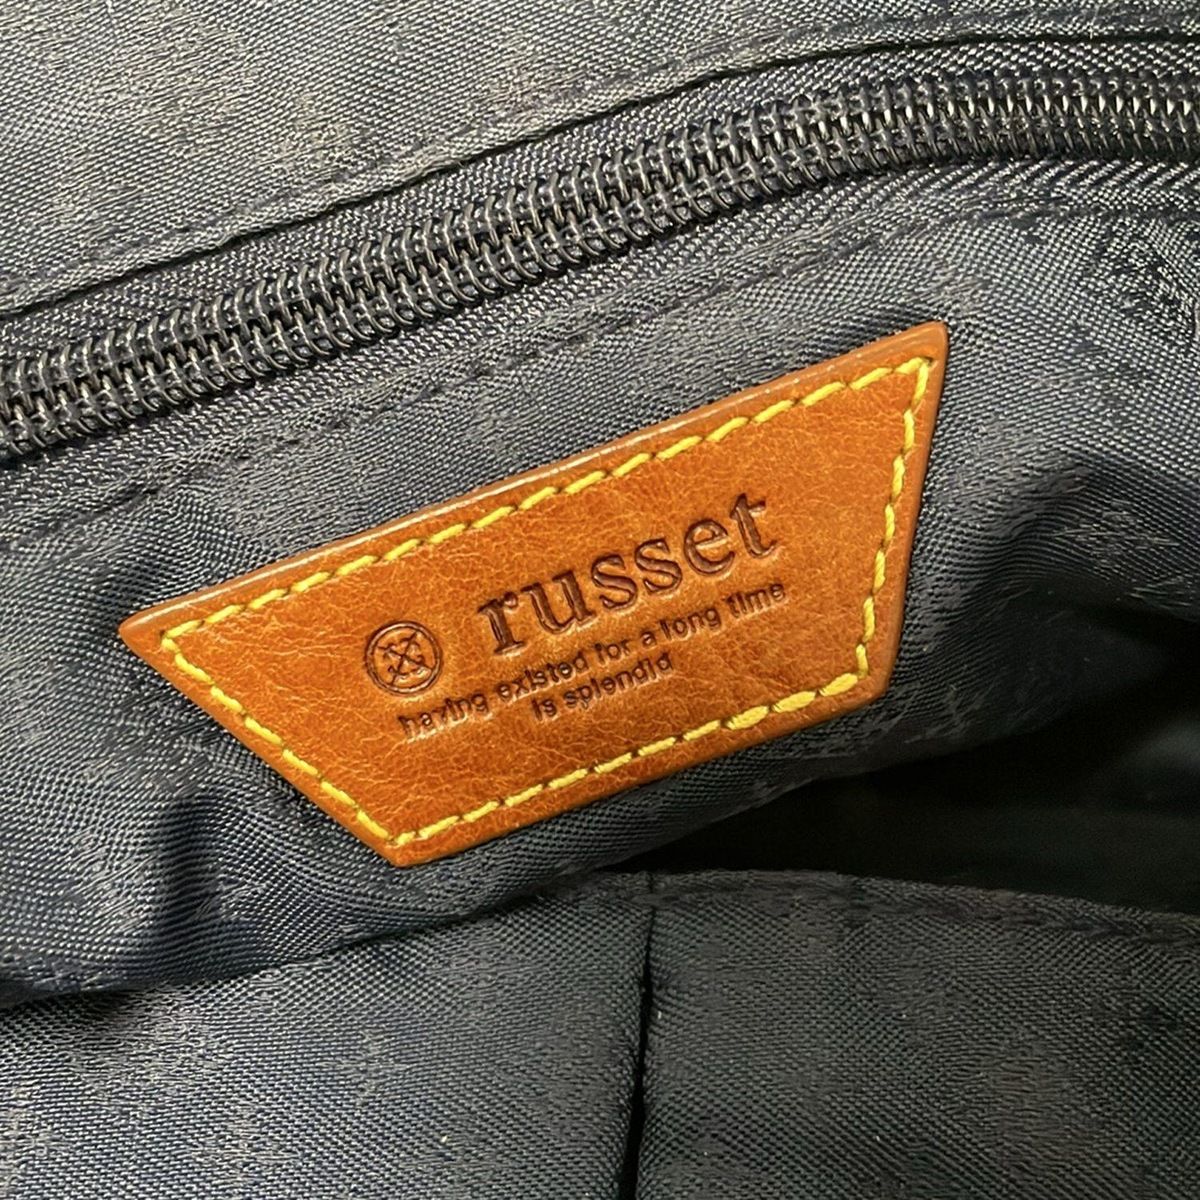 russet
having existed for a long time
is splendid